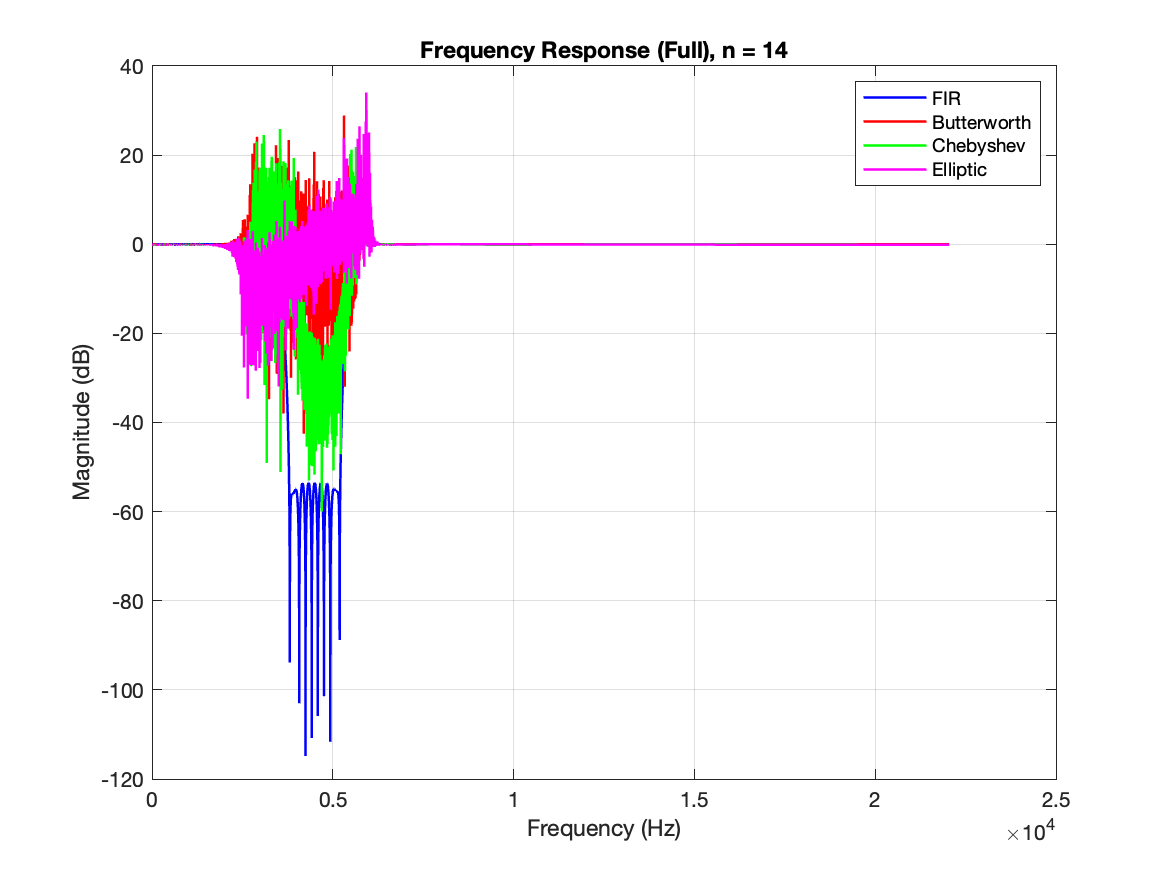 Frequency Response (Full), n = 14
40
20
0
-20
-40
-60
-80
-100
-120
Magnitude (dB)
FIR
Butterworth
Chebyshev
Elliptic
0
0.5
1
1.5
2
2.5
Frequency (Hz)
×10^4